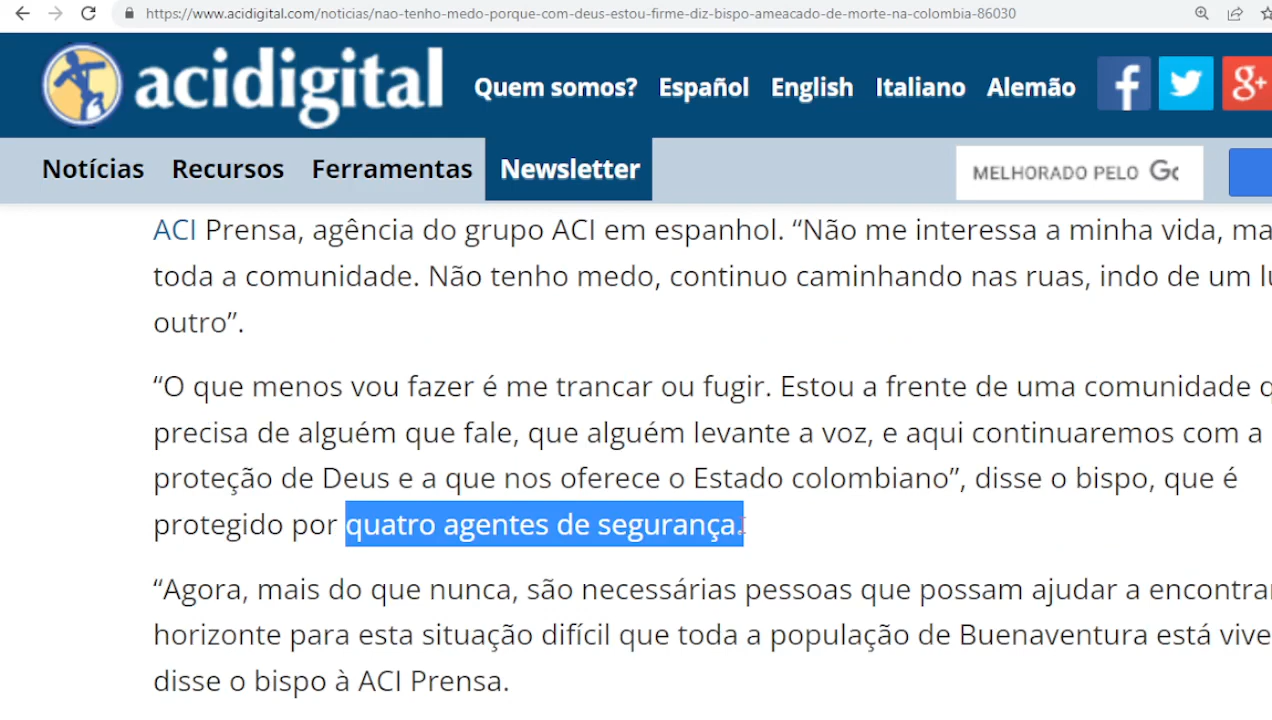 https://www.acidigital.com/noticias/nao-tenho-medo-porque-com-deus-estou-firme-diz-bispo-ameacado-de-morte-na-colombia-86030
acidigital Quem somos? Español English Italiano Alemão f g+
Notícias Recursos Ferramentas Newsletter MELHORADO PELO
ACI Prensa, agência do grupo ACI em espanhol. “Não me interessa a minha vida,
toda a comunidade. Não tenho medo, continuo caminhando nas ruas, indo de um
outro”.
“O que menos vou fazer é me trancar ou fugir. Estou a frente de uma comunidade
precisa de alguém que fale, que alguém levante a voz, e aqui continuaremos com a
proteção de Deus e a que nos oferece o Estado colombiano”, disse o bispo, que é
protegido por quatro agentes de segurança.
“Agora, mais do que nunca, são necessárias pessoas que possam ajudar a
horizonte para esta situação difícil que toda a população de Buenaventura está
disse o bispo à ACI Prensa.